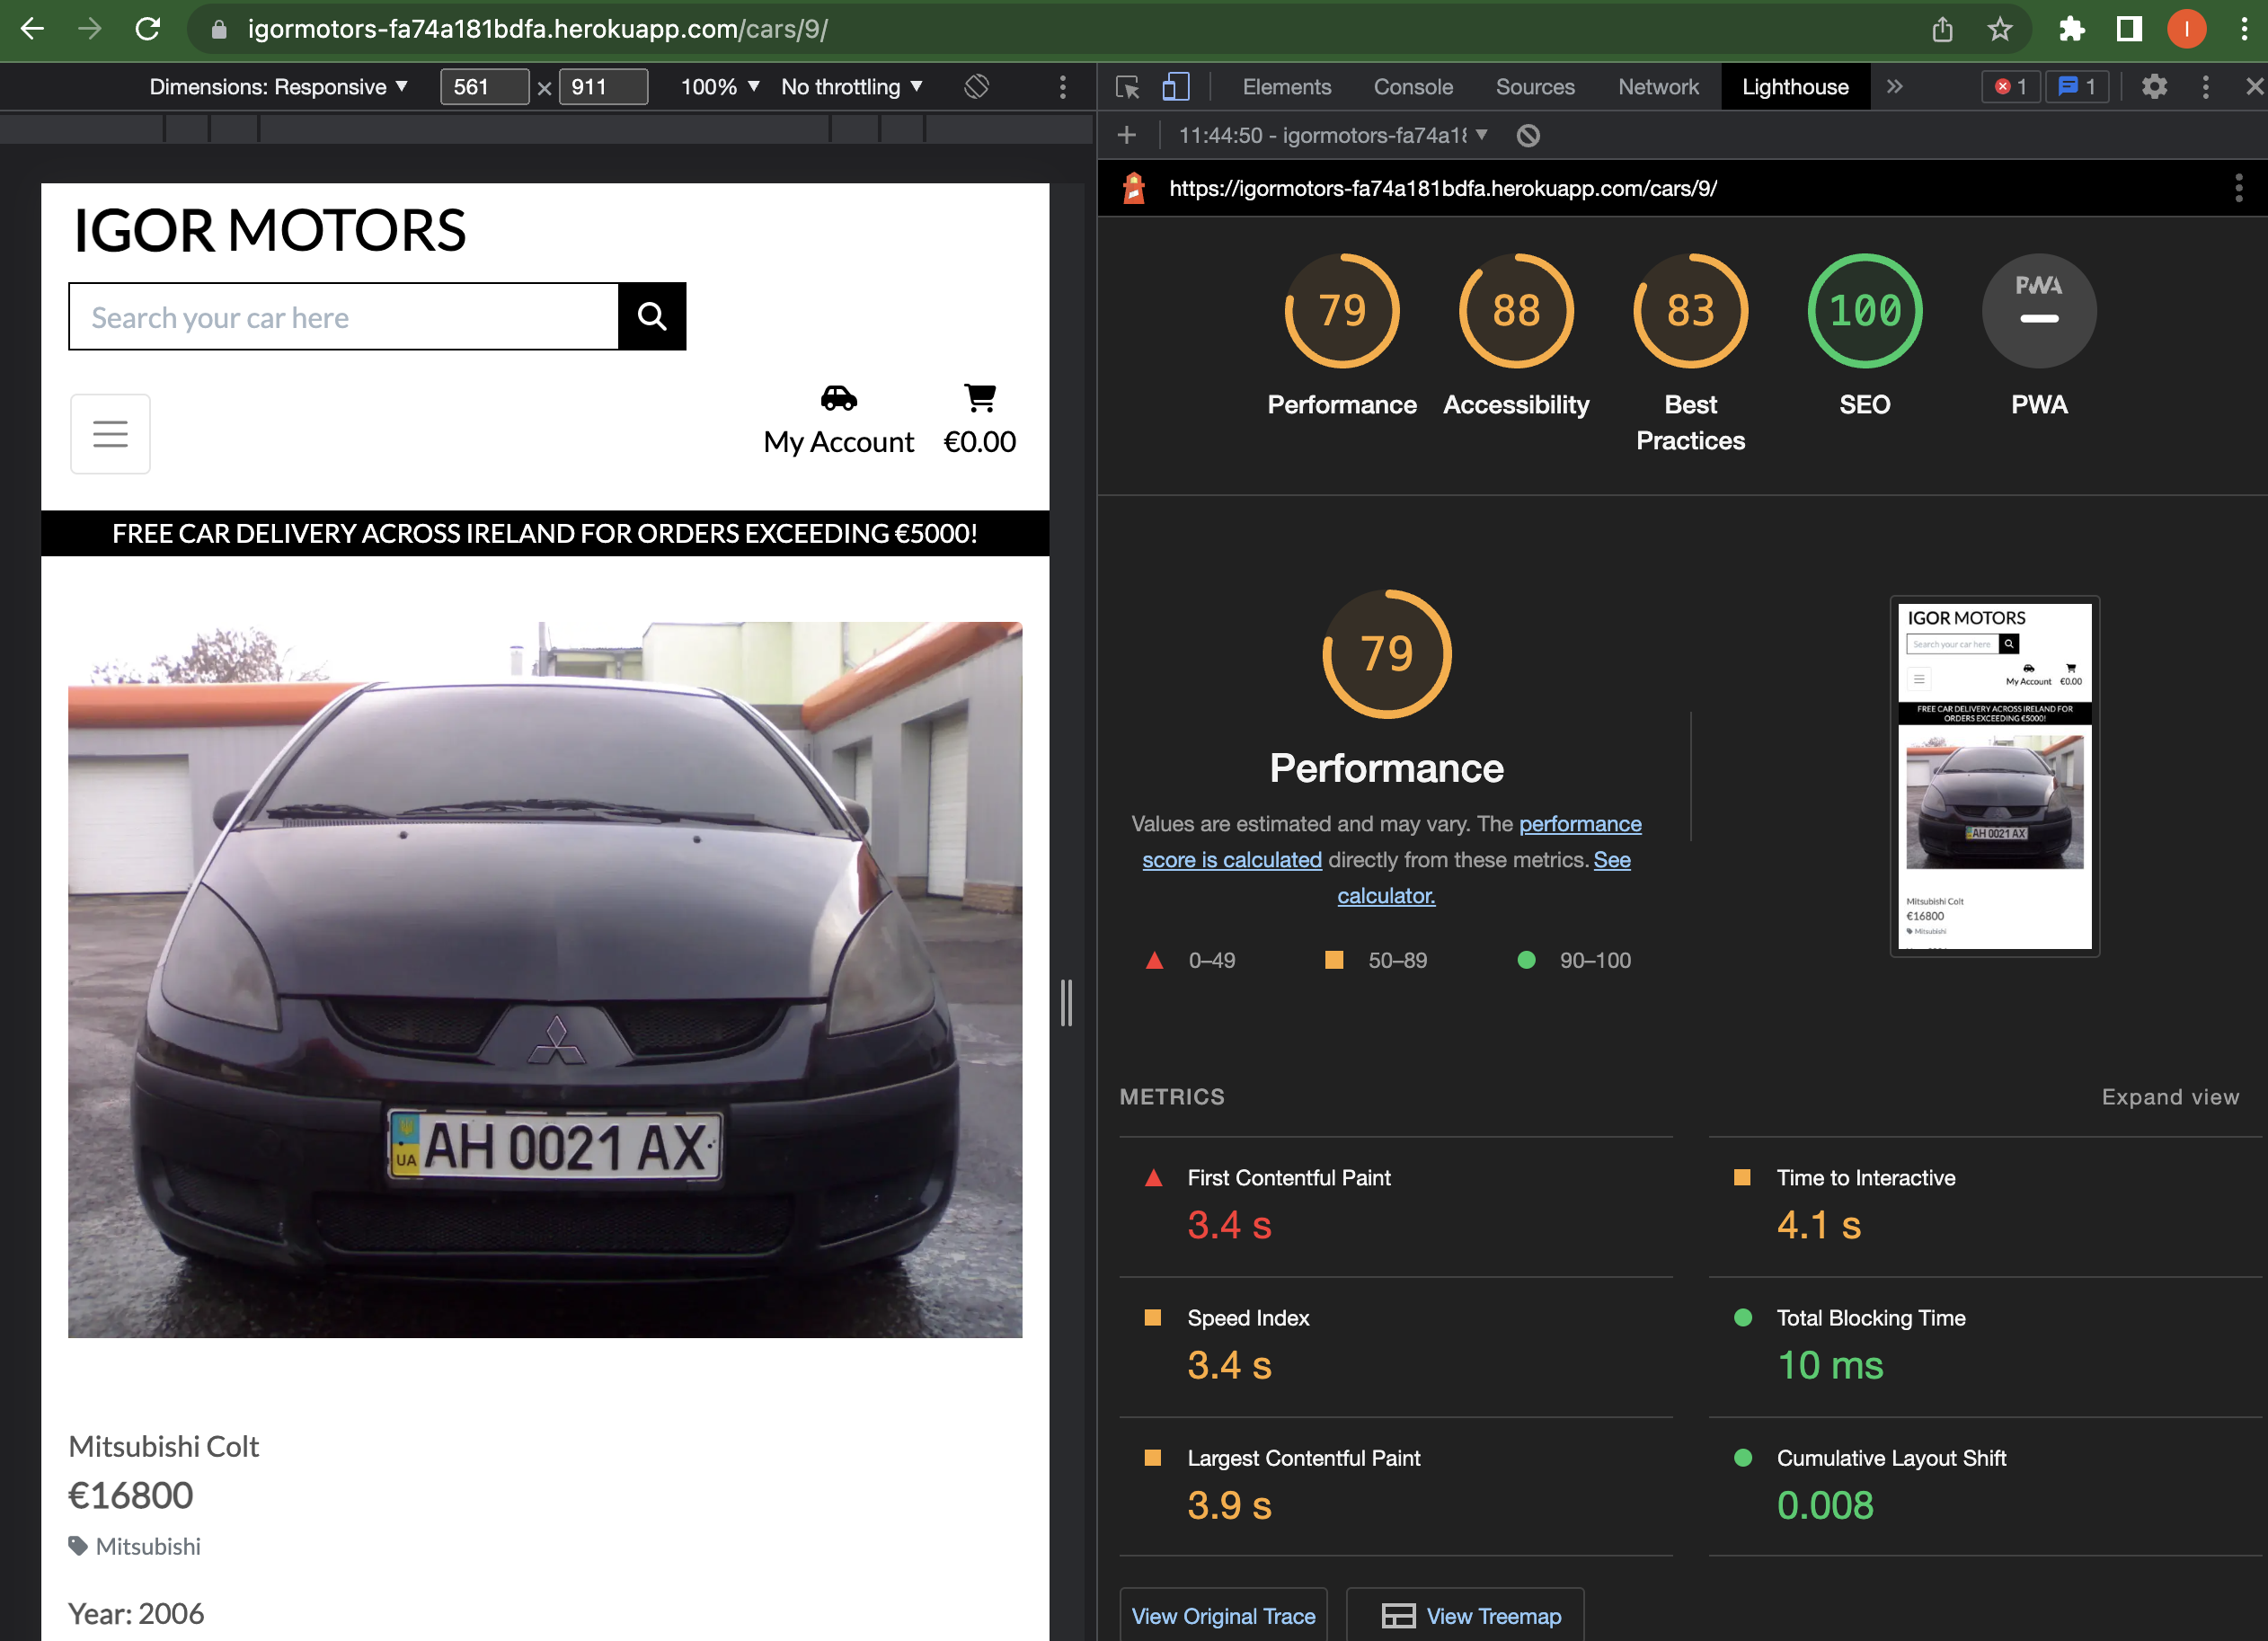 igormotors-fa74a181bdfa.herokuapp.com/cars/9/
I
Dimensions: Responsive
561 × 911
100%
No throttling
Elements
Console
Sources
Network
Lighthouse
1
1
11:44:50 - igormotors-fa74a18
https://igormotors-fa74a181bdfa.herokuapp.com/cars/9/
IGOR MOTORS
Search your car here
My Account
€0.00
FREE CAR DELIVERY ACROSS IRELAND FOR ORDERS EXCEEDING €5000!
UA
AH 0021 AX
Mitsubishi Colt
€16800
Mitsubishi
Year: 2006
79
88
83
100
PWA
Performance
Accessibility
Best
Practices
SEO
PWA
79
Performance
Values are estimated and may vary. The performance
score is calculated directly from these metrics. See
calculator.
0–49
50–89
90–100
IGOR MOTORS
Search your car here
My Account
€0.00
FREE CAR DELIVERY ACROSS IRELAND FOR
ORDERS EXCEEDING €5000!
AH 0021 AX
Mitsubishi Colt
€16800
Mitsubishi
METRICS
Expand view
First Contentful Paint
3.4 s
Time to Interactive
4.1 s
Speed Index
3.4 s
Total Blocking Time
10 ms
Largest Contentful Paint
3.9 s
Cumulative Layout Shift
0.008
View Original Trace
View Treemap